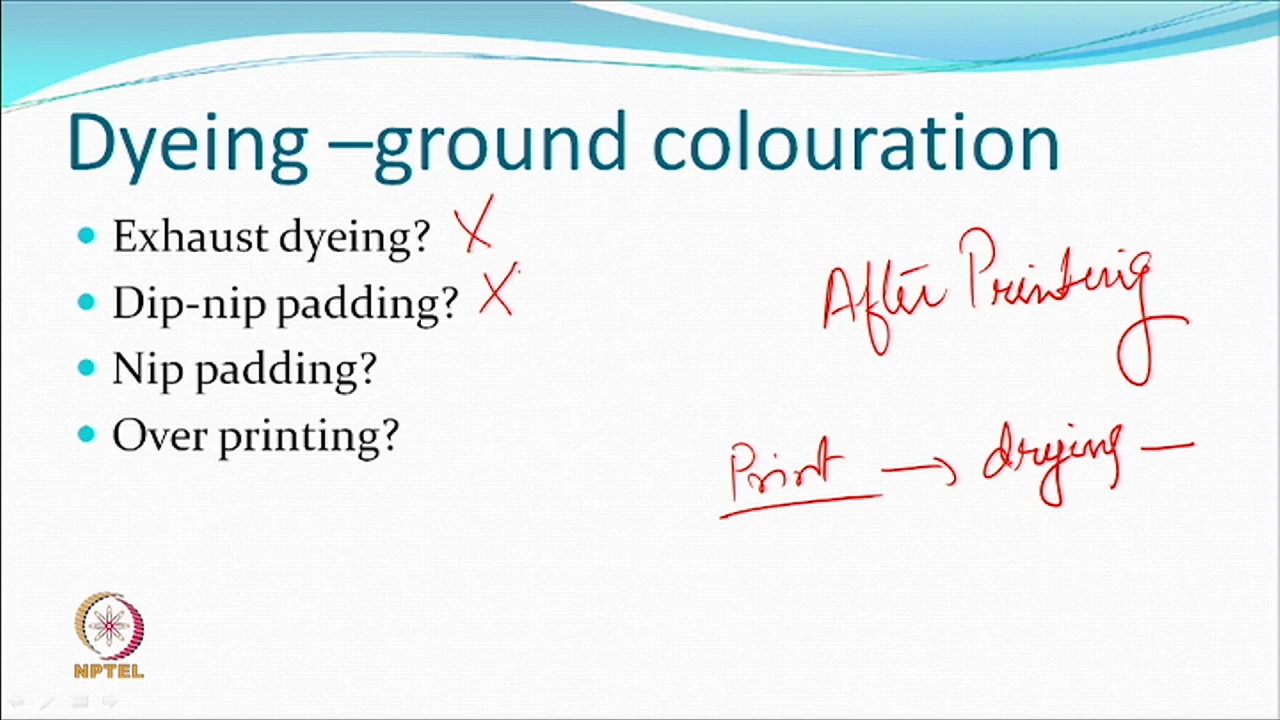 Dyeing –ground colouration
• Exhaust dyeing? X
• Dip-nip padding? X
• Nip padding?
• Over printing?
After Printing
Print → drying —
NPTEL